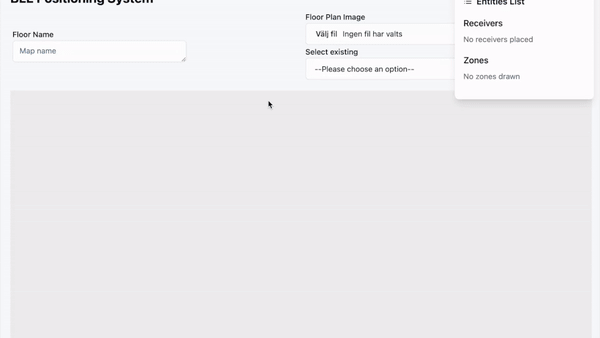 BLE Positioning System
Entities List
Floor Plan Image
Receivers
Floor Name
Välj fil Ingen fil har valts
No receivers placed
Map name
Select existing
Zones
--Please choose an option--
No zones drawn